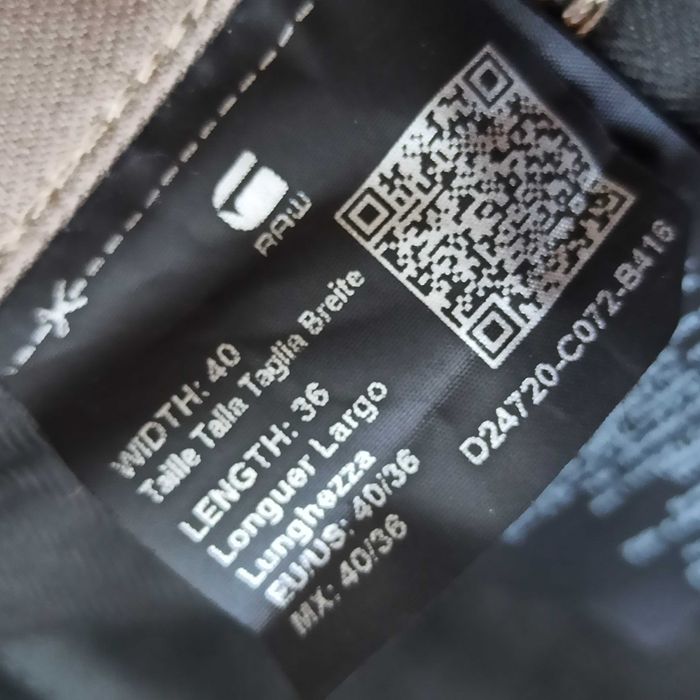 RAW
WIDTH: 40
Taille Talla Taglia Breite
LENGTH: 36
Longuer Largo
Lunghezza
EU/US: 40/36
MX: 40/36
D24720-C072-B416